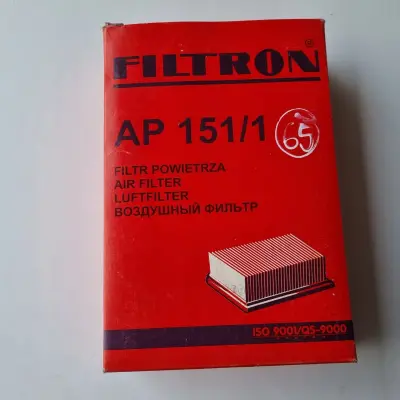 FILTRON®
AP 151/1 65
FILTR POWIETRZA
AIR FILTER
LUFTFILTER
ВОЗДУШНЫЙ ФИЛЬТР
ISO 9001/QS-9000